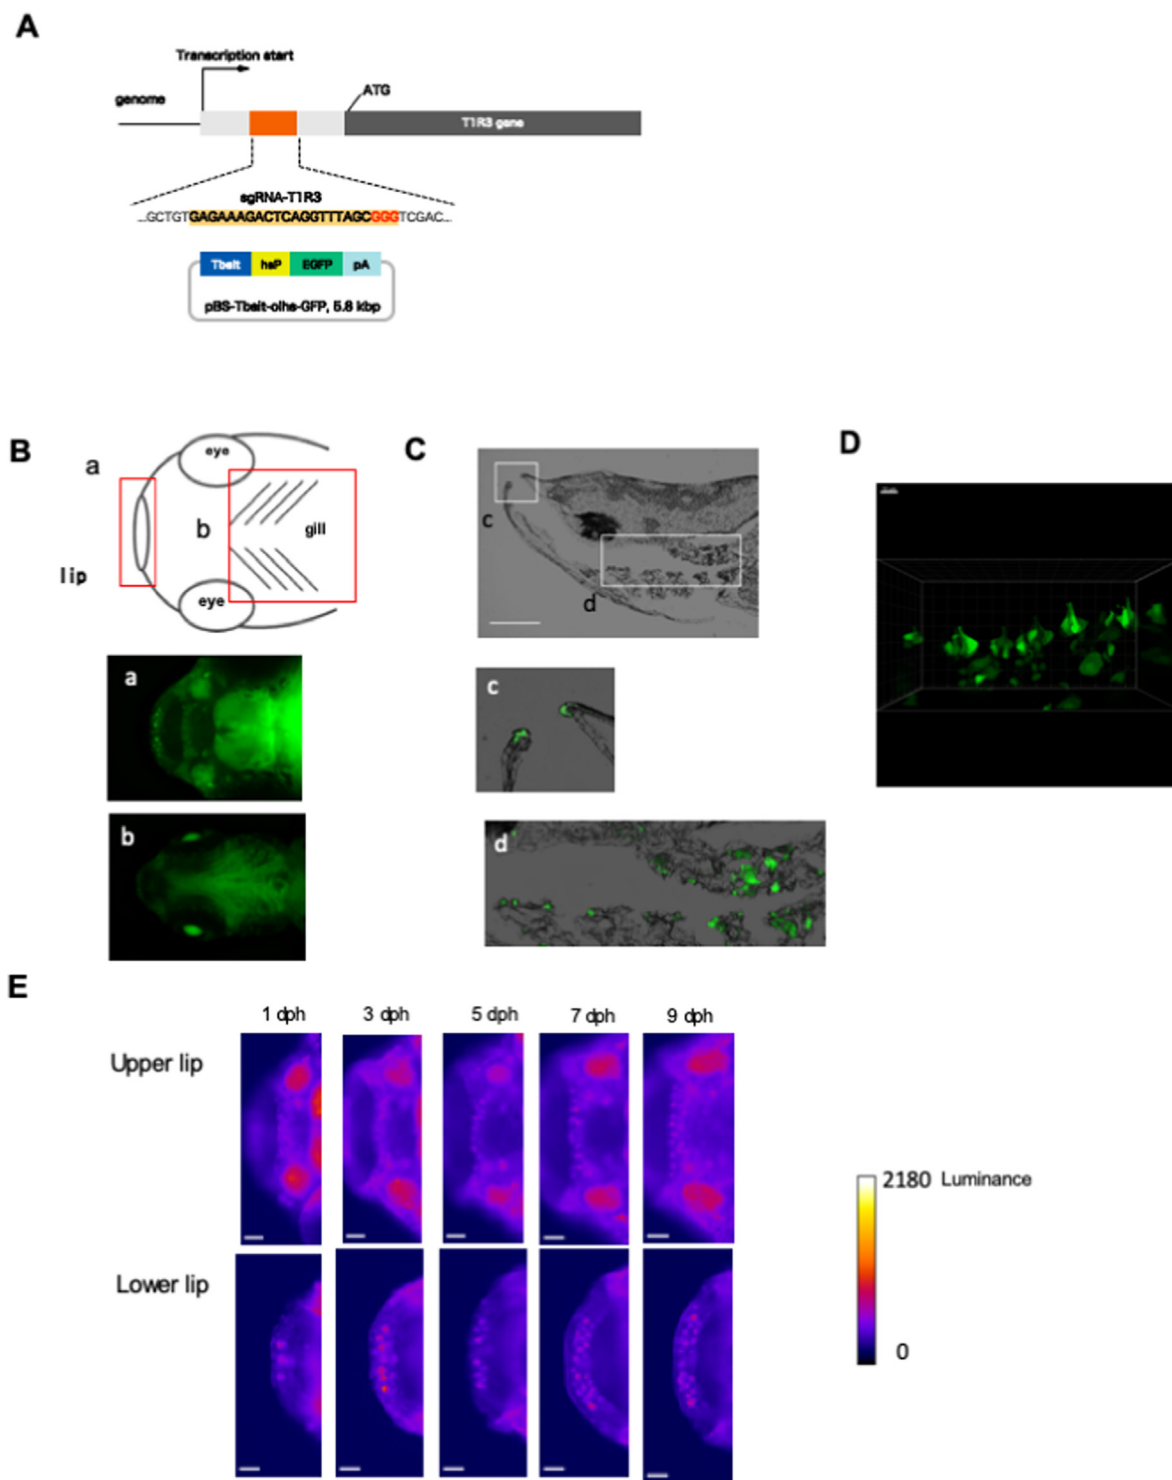 A
Transcription start
genome
ATG
T1R3 gene
sgRNA-T1R3
...GCTGTGAGAAAGACTCAGGTTTAGCGGGTCGAC...
Tbait hsP EGFP pA
pBS-Tbait-olhs-GFP, 5.8 kbp
B
a
eye
b
gill
lip
eye
a
b
C
c
d
c
d
D
E
1 dph 3 dph 5 dph 7 dph 9 dph
Upper lip
Lower lip
2180 Luminance
0